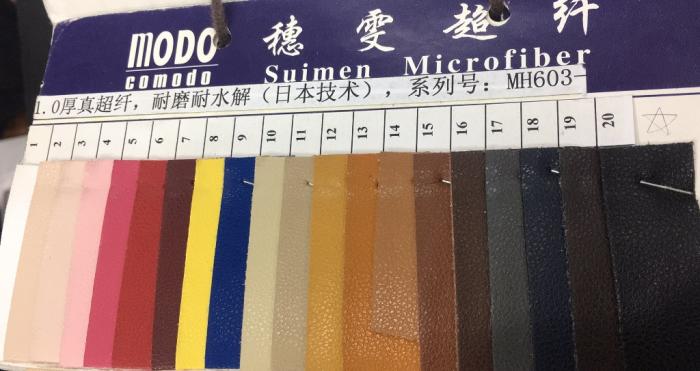 MODO
comodo
穗雯超纤
Suimen Microfiber
1.0厚真超纤，耐磨耐水解（日本技术），系列号：MH603-
1 2 3 4 5 6 7 8 9 10 11 12 13 14 15 16 17 18 19 20